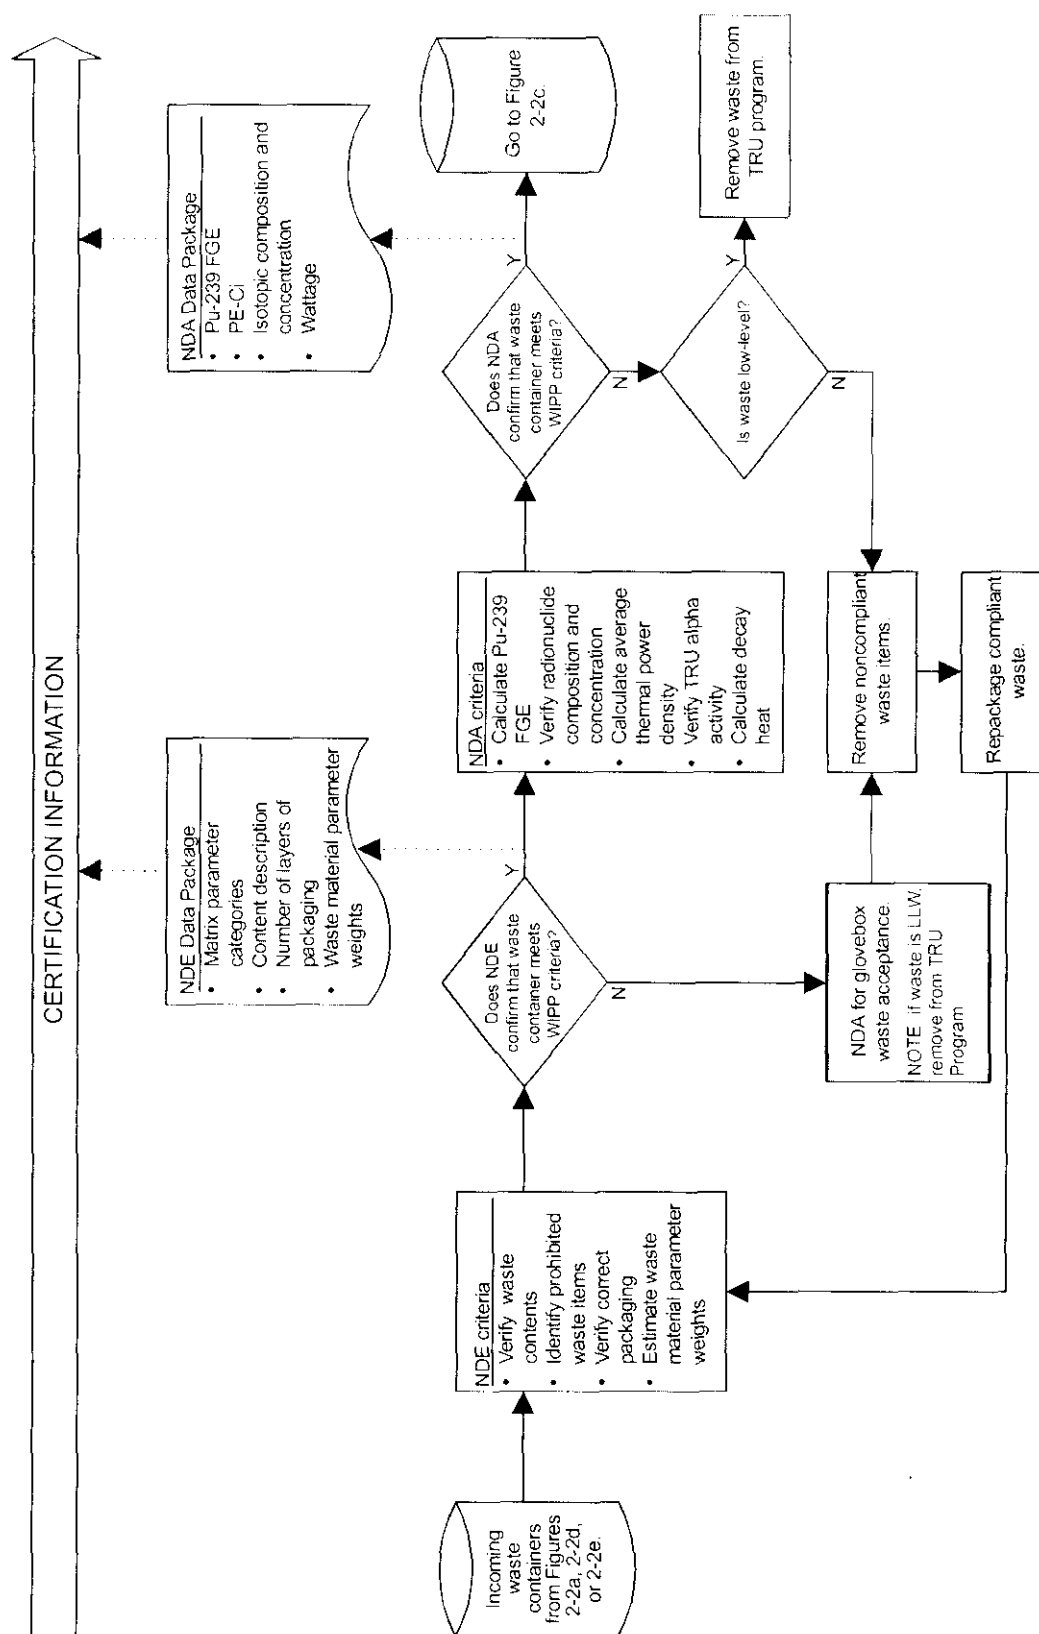 CERTIFICATION INFORMATION
NDE Data Package
• Matrix parameter
categories
• Content description
• Number of layers of
packaging
• Waste material parameter
weights
NDA Data Package
• Pu-239 FGE
• PE-Ci
• Isotopic composition and
concentration
• Wattage
Incoming
waste
containers
from Figures
2-2a, 2-2d,
or 2-2e.
NDE criteria
• Verify waste
contents
• Identify prohibited
waste items
• Verify correct
packaging
• Estimate waste
material parameter
weights
Does NDE
confirm that waste
container meets
WIPP criteria?
Y
N
NDA criteria
• Calculate Pu-239
FGE
• Verify radionuclide
composition and
concentration
• Calculate average
thermal power
density
• Verify TRU alpha
activity
• Calculate decay
heat
Does NDA
confirm that waste
container meets
WIPP criteria?
Y
N
Go to Figure
2-2c.
Is waste low-level?
Y
N
Remove waste from
TRU program.
NDA for glovebox
waste acceptance.
NOTE if waste is LLW,
remove from TRU
Program
Remove noncompliant
waste items.
Repackage compliant
waste.